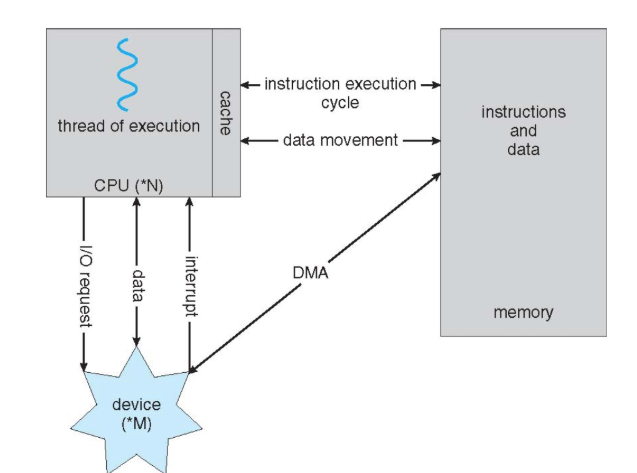 thread of execution
cache
CPU (*N)
instruction execution
cycle
data movement
instructions
and
data
memory
I/O request
data
interrupt
DMA
device
(*M)